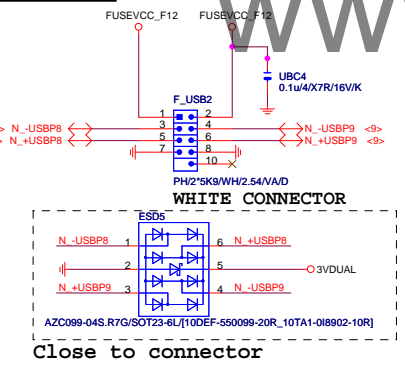 FUSEVCC_F12 FUSEVCC_F12
WW
UBC4
0.1u/4/X7R/16V/K
F_USB2
1 2
N_-USBP8 3 4 N_-USBP9 <9>
N_+USBP8 5 6 N_+USBP9 <9>
7 8
10
PH/2*5K9/WH/2.54/VA/D
WHITE CONNECTOR
ESD5
N_-USBP8 1 6 N_+USBP8
2 5 3VDUAL
N_+USBP9 3 4 N_-USBP9
AZC099-04S.R7G/SOT23-6L/[10DEF-550099-20R_10TA1-0I8902-10R]
Close to connector